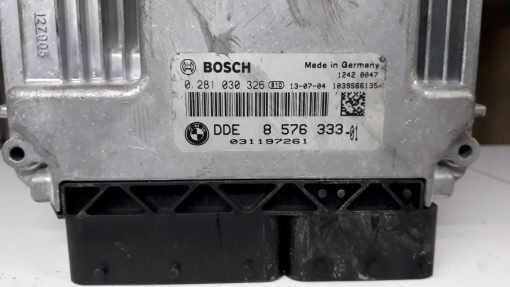 127905
BOSCH
Made in Germany
1242 0047
0 281 030 326 13-07-04 1039S66135
DDE 8 576 333-01
031197261